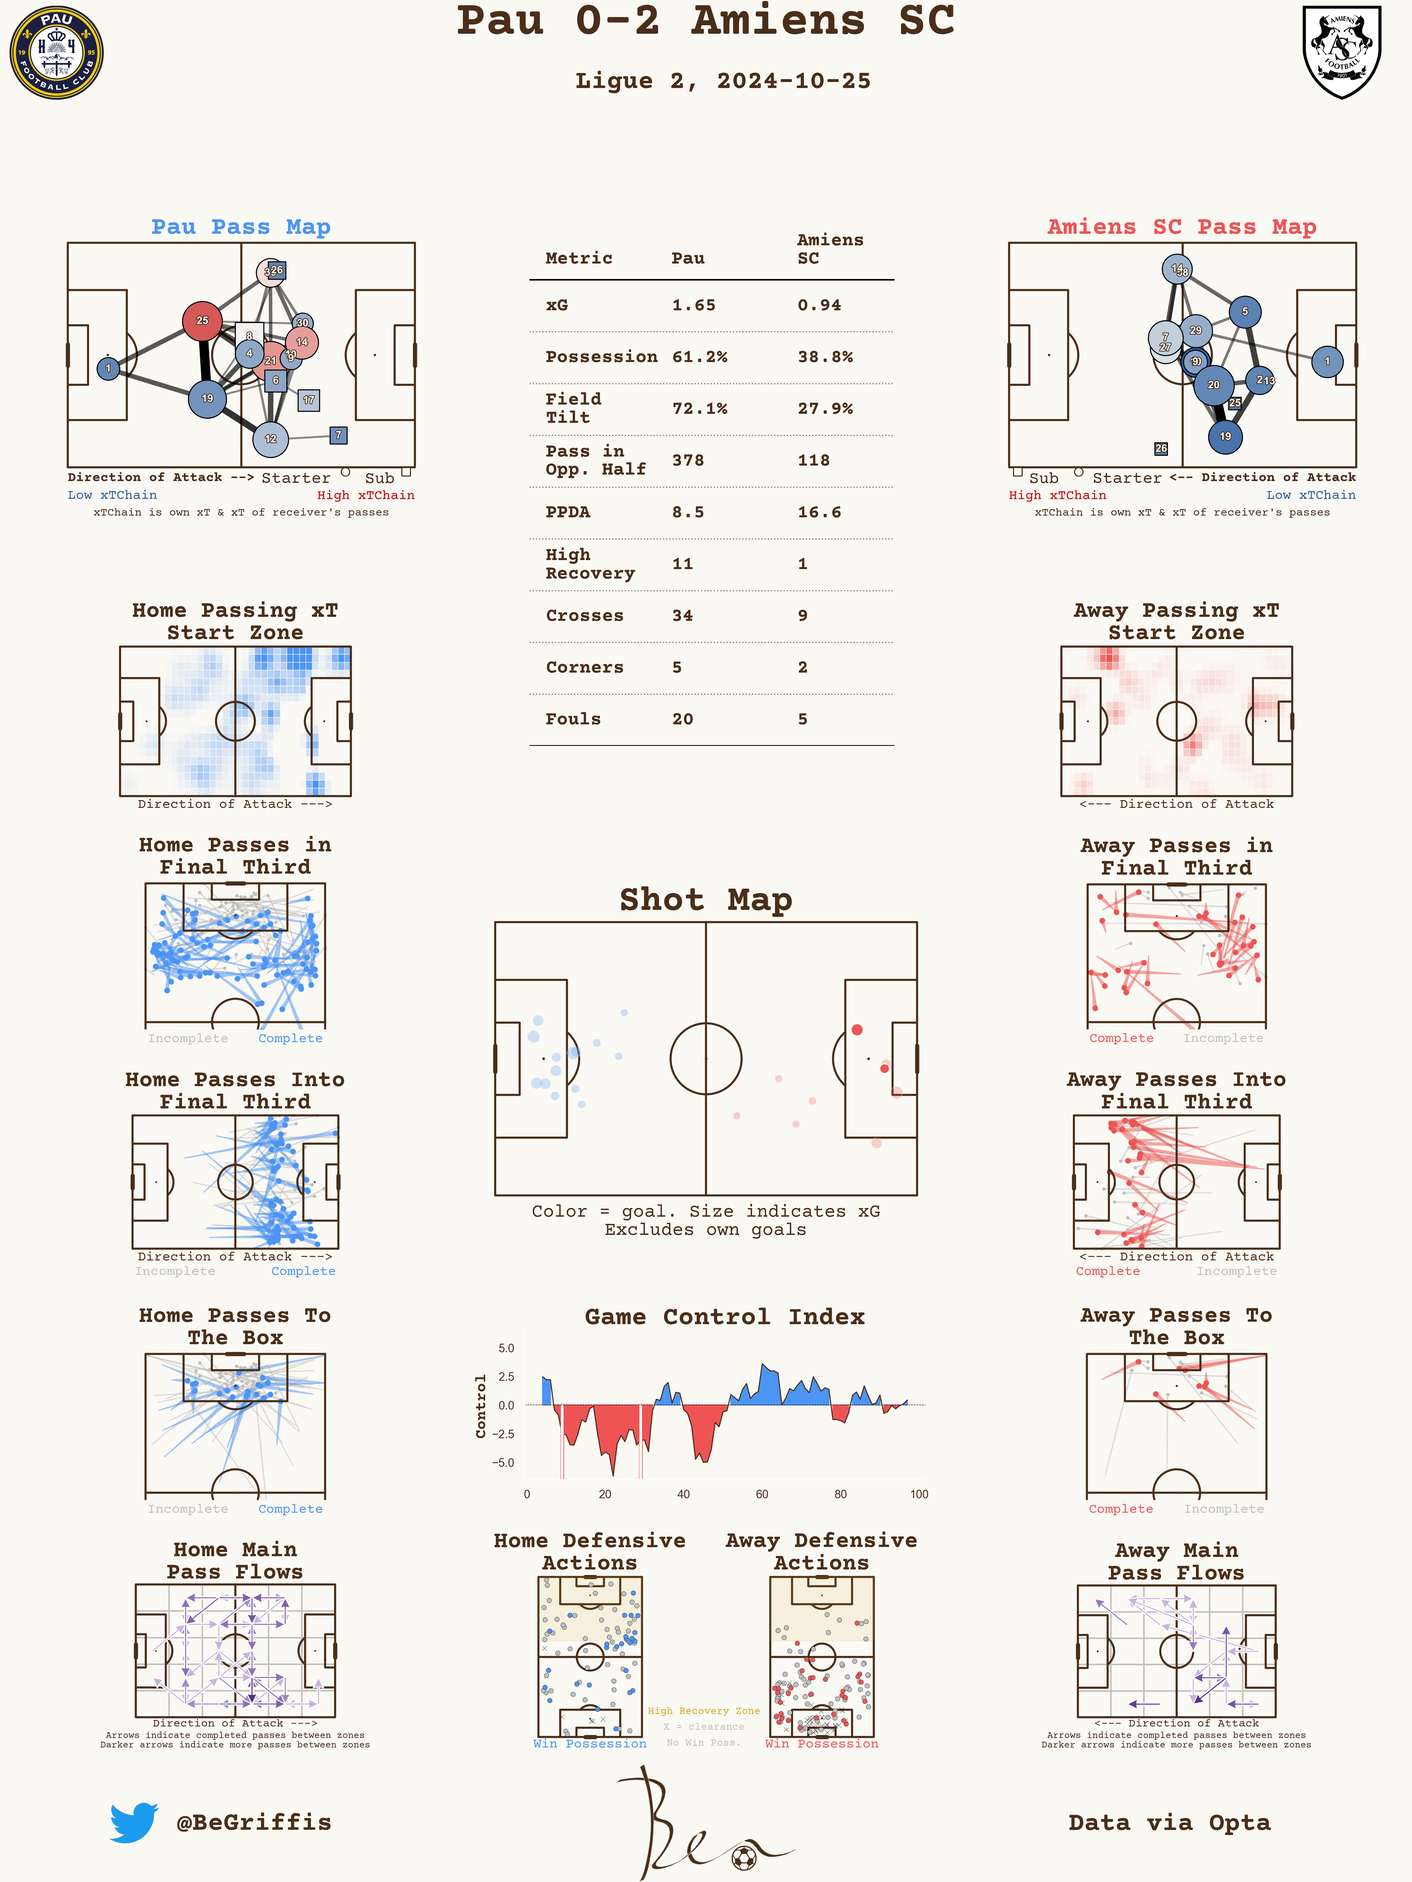 Pau 0-2 Amiens SC
Ligue 2, 2024-10-25
PAU
19 95
FOOTBALL CLUB
AMIENS
ASC
FOOTBALL
Pau Pass Map
25
1
19
26
30
8
14
4
21
9
6
17
12
7
Direction of Attack --> Starter Sub
Low xTChain High xTChain
xTChain is own xT & xT of receiver's passes
Metric Pau Amiens SC
xG 1.65 0.94
Possession 61.2% 38.8%
Field Tilt 72.1% 27.9%
Pass in Opp. Half 378 118
PPDA 8.5 16.6
High Recovery 11 1
Crosses 34 9
Corners 5 2
Fouls 20 5
Amiens SC Pass Map
14
5
29
7
27
1
20
2
13
25
19
26
Sub Starter <-- Direction of Attack
High xTChain Low xTChain
xTChain is own xT & xT of receiver's passes
Home Passing xT
Start Zone
Direction of Attack --->
Away Passing xT
Start Zone
<--- Direction of Attack
Home Passes in
Final Third
Incomplete Complete
Away Passes in
Final Third
Complete Incomplete
Shot Map
Color = goal. Size indicates xG
Excludes own goals
Home Passes Into
Final Third
Direction of Attack --->
Incomplete Complete
Away Passes Into
Final Third
<--- Direction of Attack
Complete Incomplete
Home Passes To
The Box
Incomplete Complete
Game Control Index
Control
5.0
2.5
0.0
−2.5
−5.0
0 20 40 60 80 100
Away Passes To
The Box
Complete Incomplete
Home Main
Pass Flows
Direction of Attack --->
Arrows indicate completed passes between zones
Darker arrows indicate more passes between zones
Home Defensive
Actions
Win Possession
High Recovery Zone
X = clearance
No Win Poss.
Away Defensive
Actions
Win Possession
Away Main
Pass Flows
<--- Direction of Attack
Arrows indicate completed passes between zones
Darker arrows indicate more passes between zones
@BeGriffis
Ben
Data via Opta